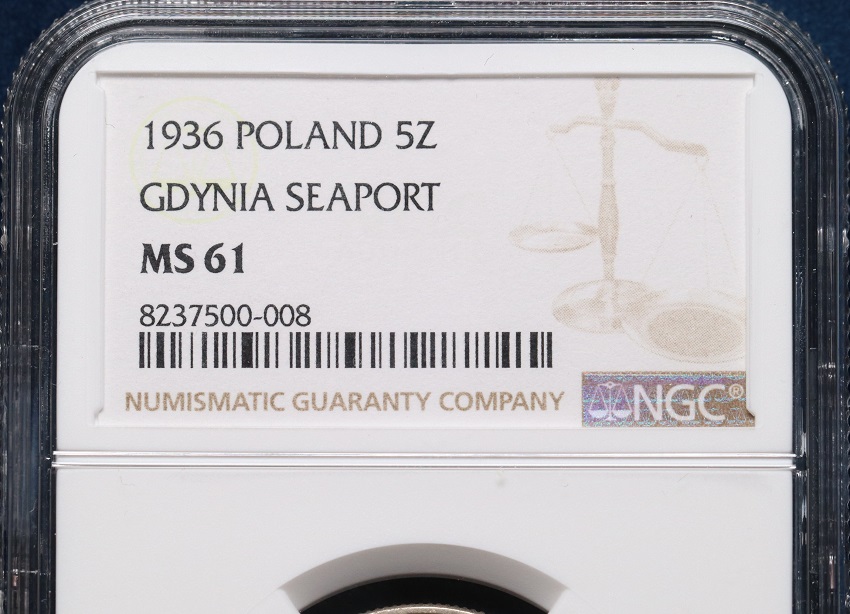 1936 POLAND 5Z
GDYNIA SEAPORT
MS 61
8237500-008
NUMISMATIC GUARANTY COMPANY
NGC®